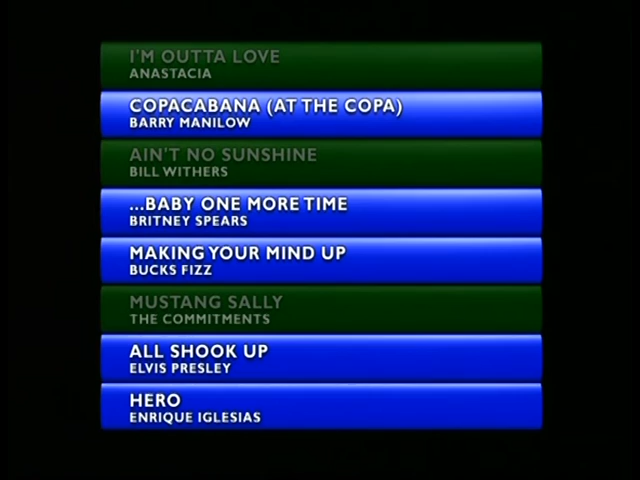 I'M OUTTA LOVE
ANASTACIA
COPACABANA (AT THE COPA)
BARRY MANILOW
AIN'T NO SUNSHINE
BILL WITHERS
...BABY ONE MORE TIME
BRITNEY SPEARS
MAKING YOUR MIND UP
BUCKS FIZZ
MUSTANG SALLY
THE COMMITMENTS
ALL SHOOK UP
ELVIS PRESLEY
HERO
ENRIQUE IGLESIAS